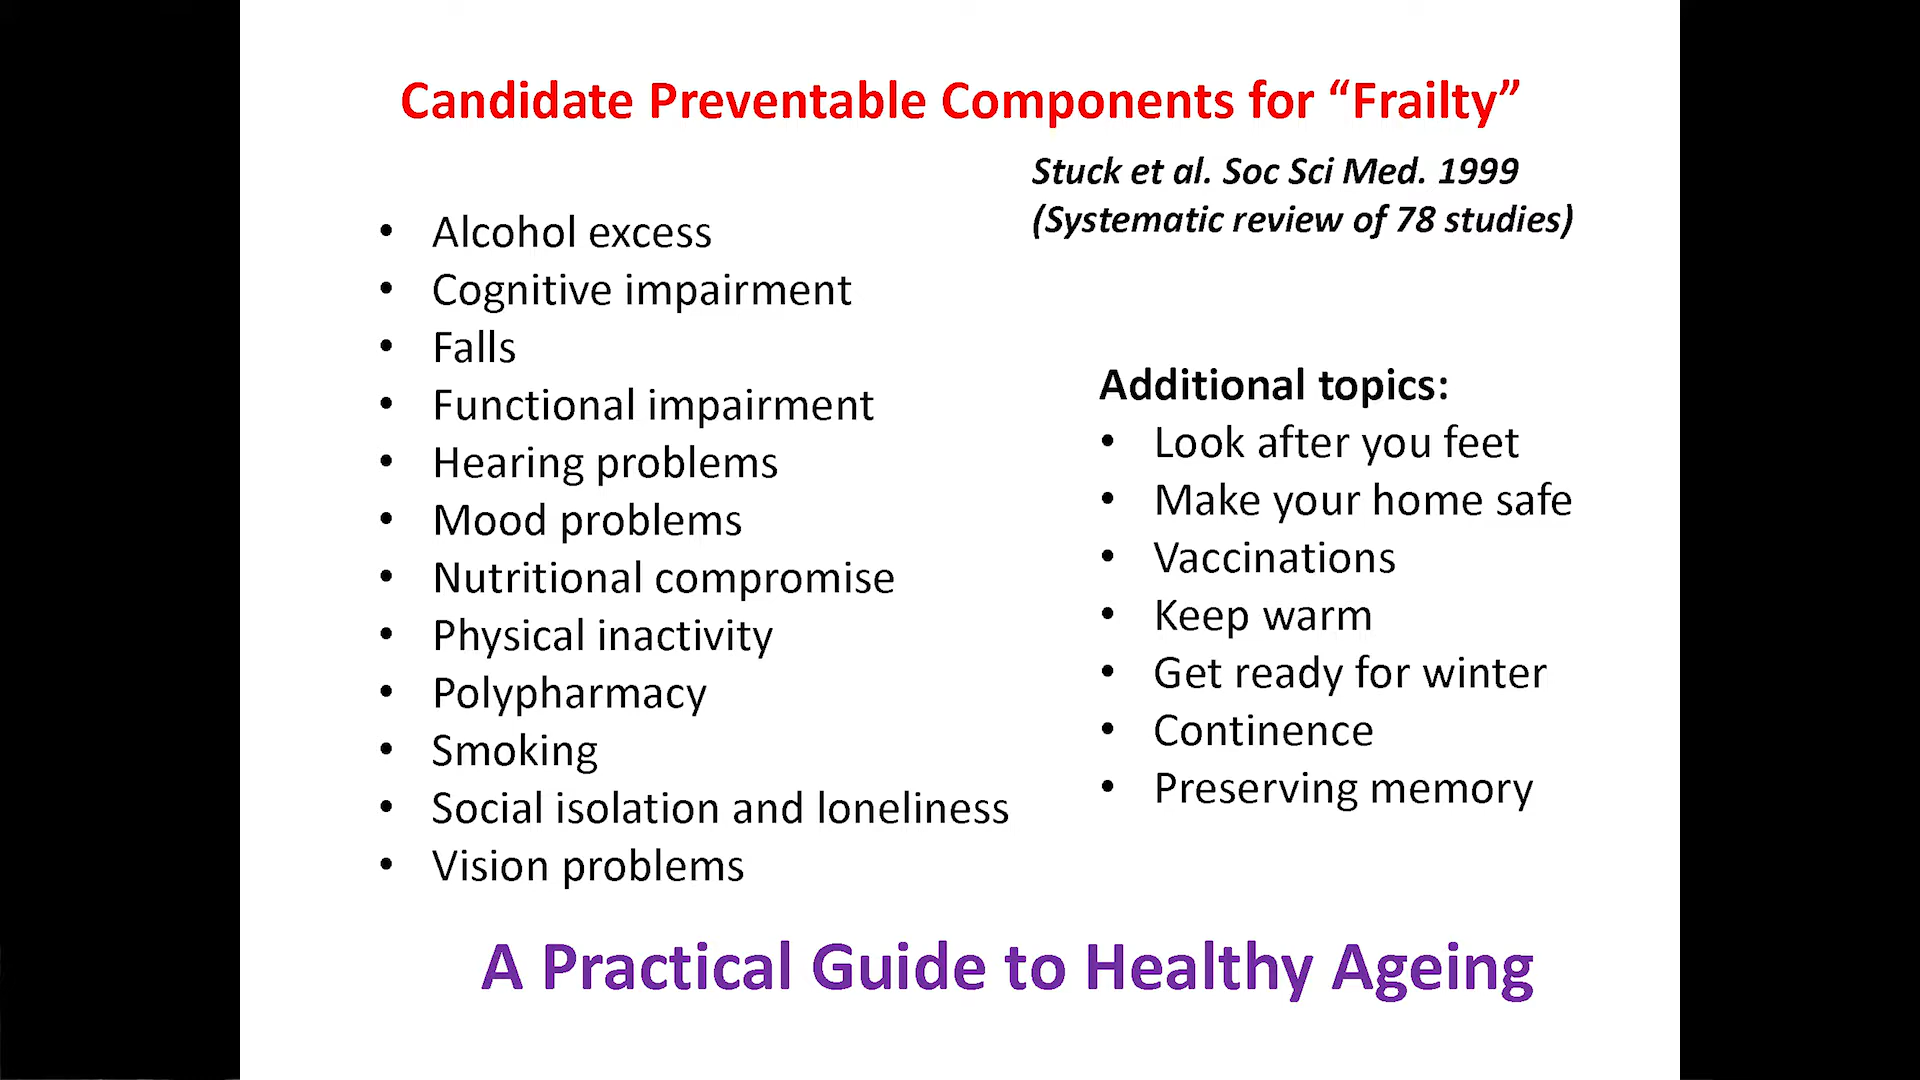 Candidate Preventable Components for “Frailty”
Stuck et al. Soc Sci Med. 1999
(Systematic review of 78 studies)
• Alcohol excess
• Cognitive impairment
• Falls
• Functional impairment
• Hearing problems
• Mood problems
• Nutritional compromise
• Physical inactivity
• Polypharmacy
• Smoking
• Social isolation and loneliness
• Vision problems
Additional topics:
• Look after you feet
• Make your home safe
• Vaccinations
• Keep warm
• Get ready for winter
• Continence
• Preserving memory
A Practical Guide to Healthy Ageing